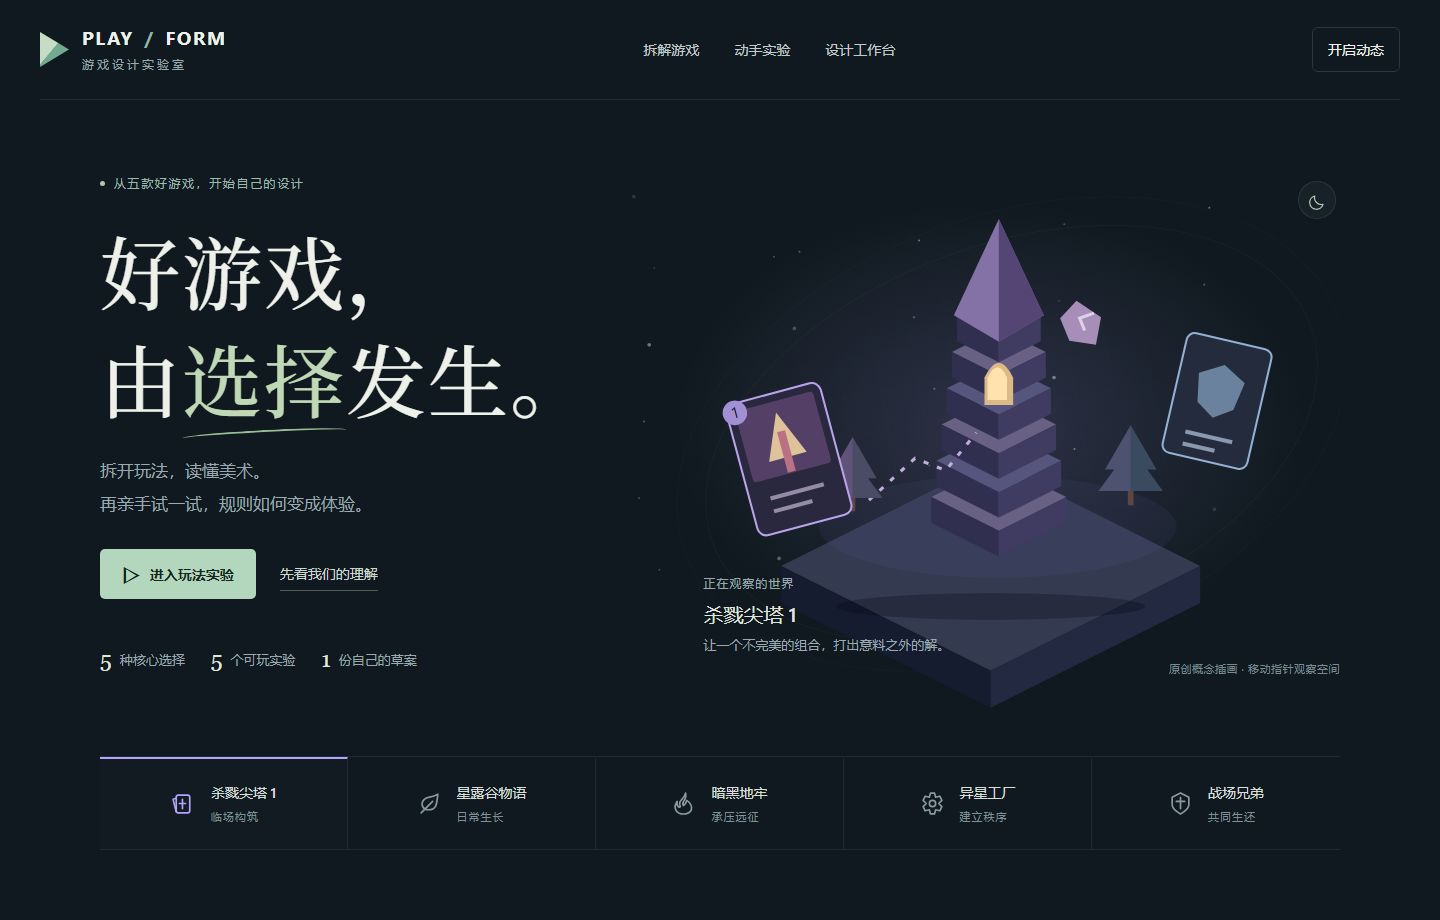 PLAY / FORM
游戏设计实验室
拆解游戏
动手实验
设计工作台
开启动态
从五款好游戏，开始自己的设计
好游戏，
由选择发生。
拆开玩法，读懂美术。
再亲手试一试，规则如何变成体验。
进入玩法实验
先看我们的理解
5 种核心选择
5 个可玩实验
1 份自己的草案
1
正在观察的世界
杀戮尖塔 1
让一个不完美的组合，打出意料之外的解。
原创概念插画 · 移动指针观察空间
杀戮尖塔 1
临场构筑
星露谷物语
日常生长
暗黑地牢
承压远征
异星工厂
建立秩序
战场兄弟
共同生还